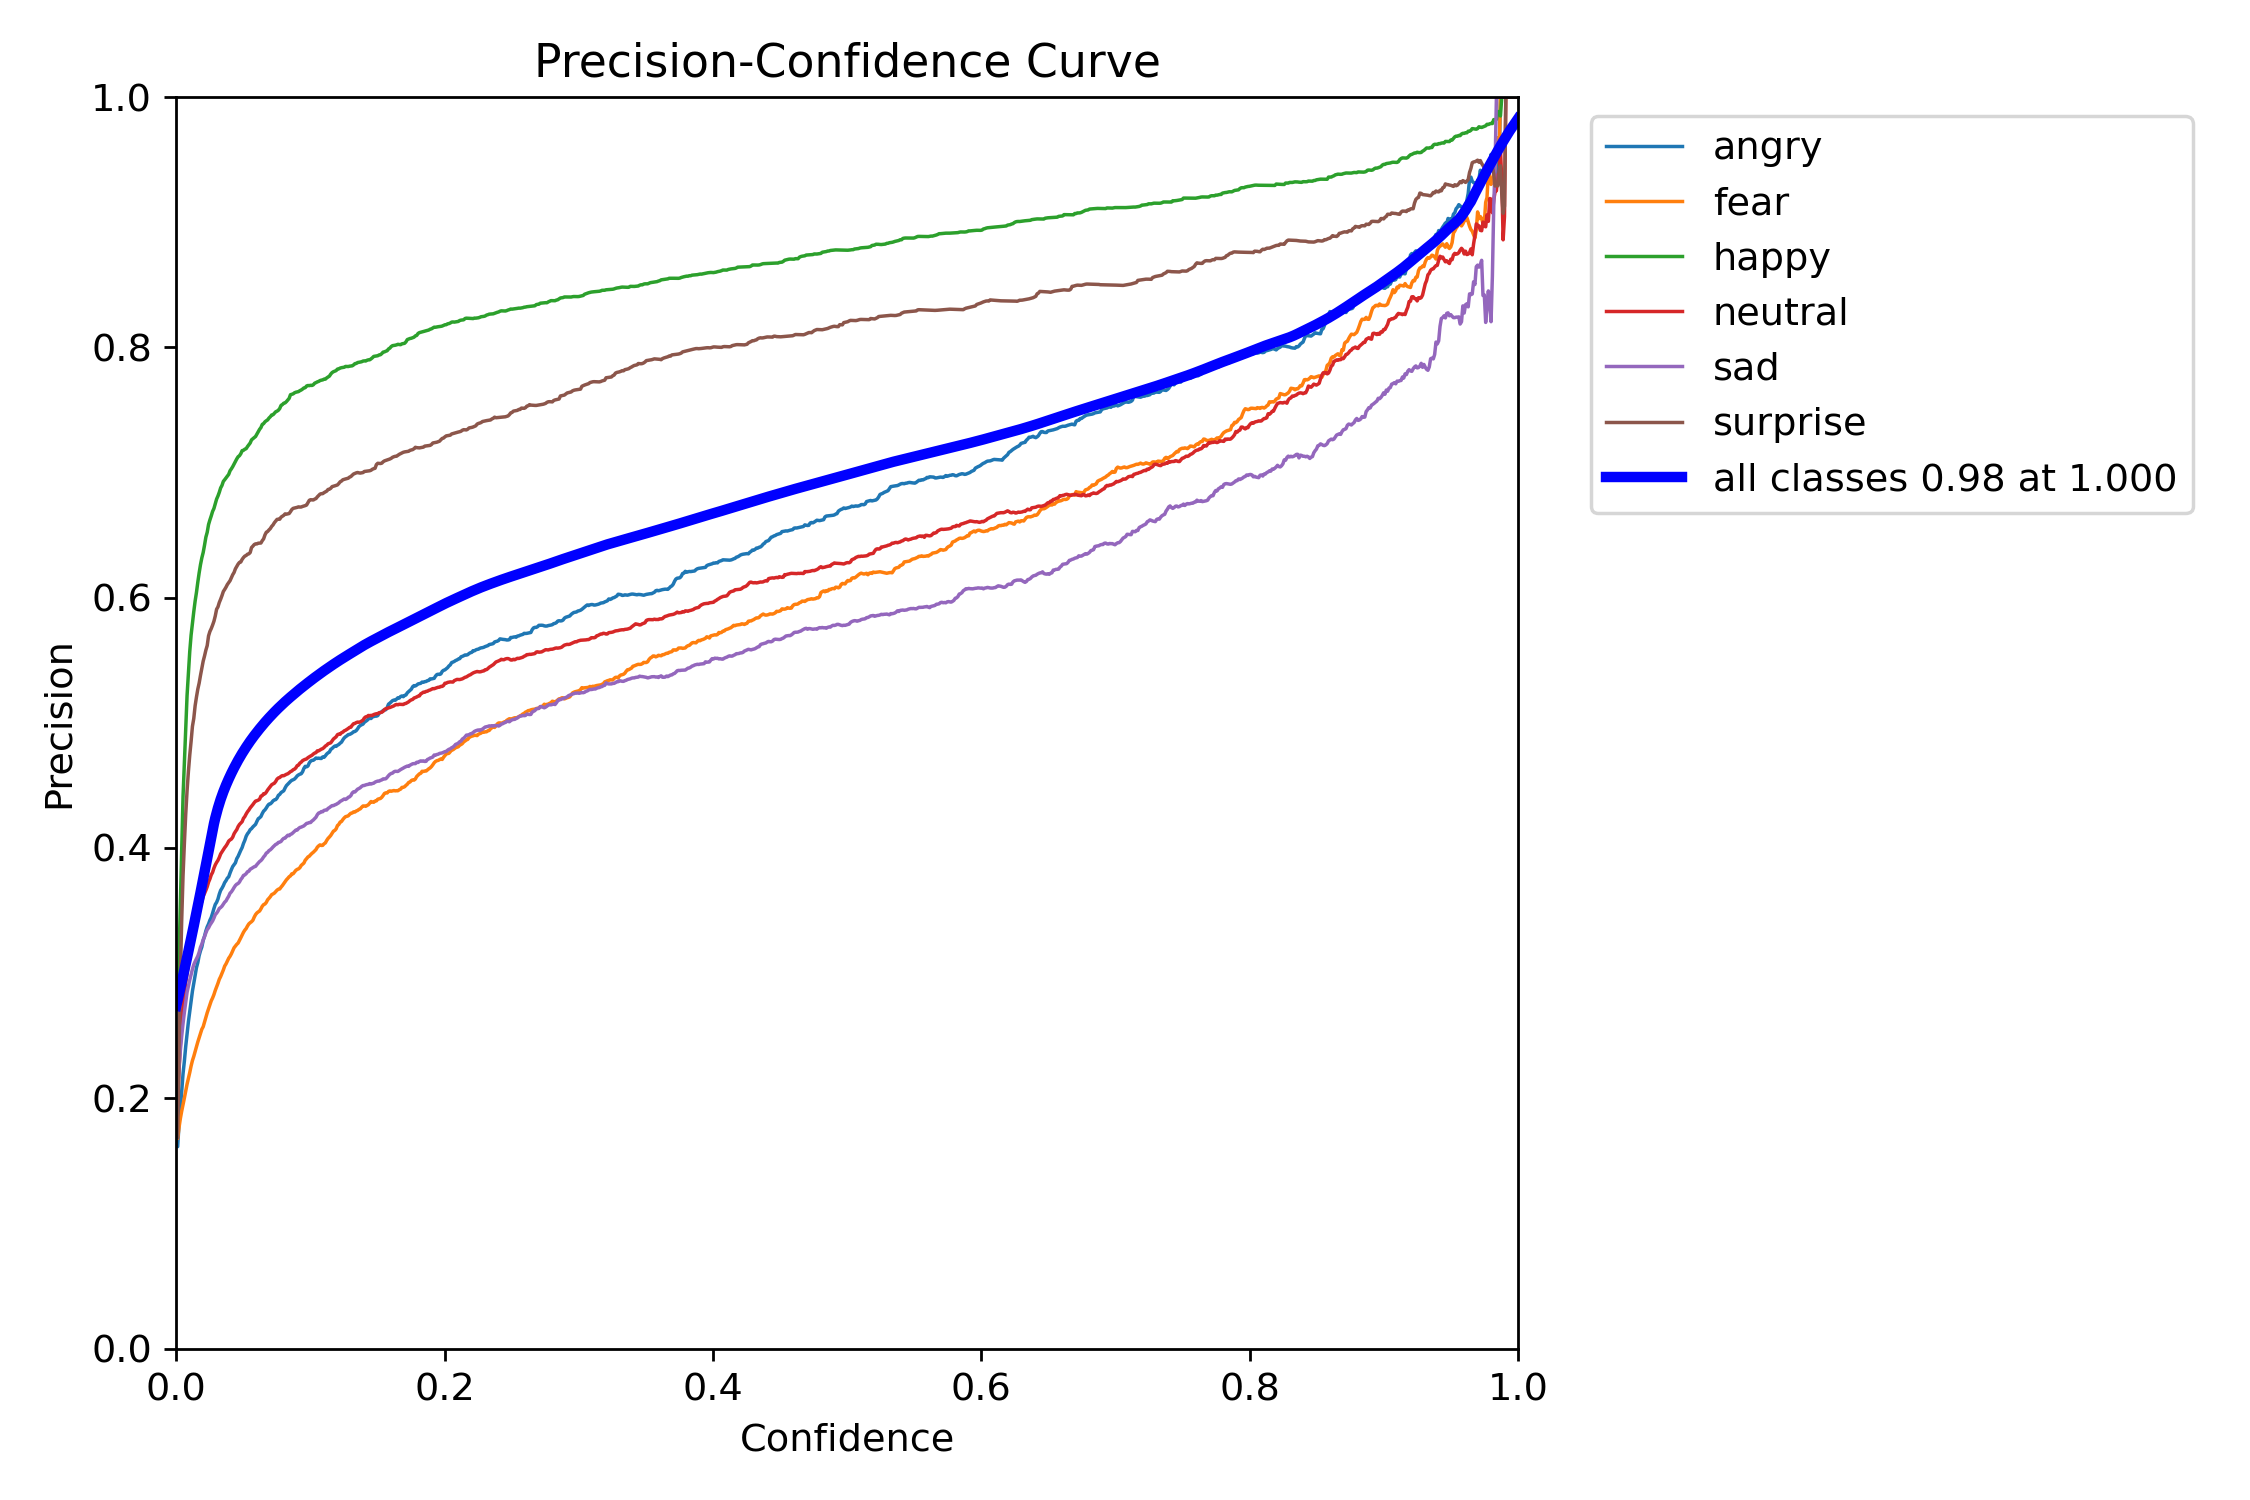 Precision-Confidence Curve
1.0
0.8
0.6
0.4
0.2
0.0
Precision
0.0 0.2 0.4 0.6 0.8 1.0
Confidence
angry
fear
happy
neutral
sad
surprise
all classes 0.98 at 1.000